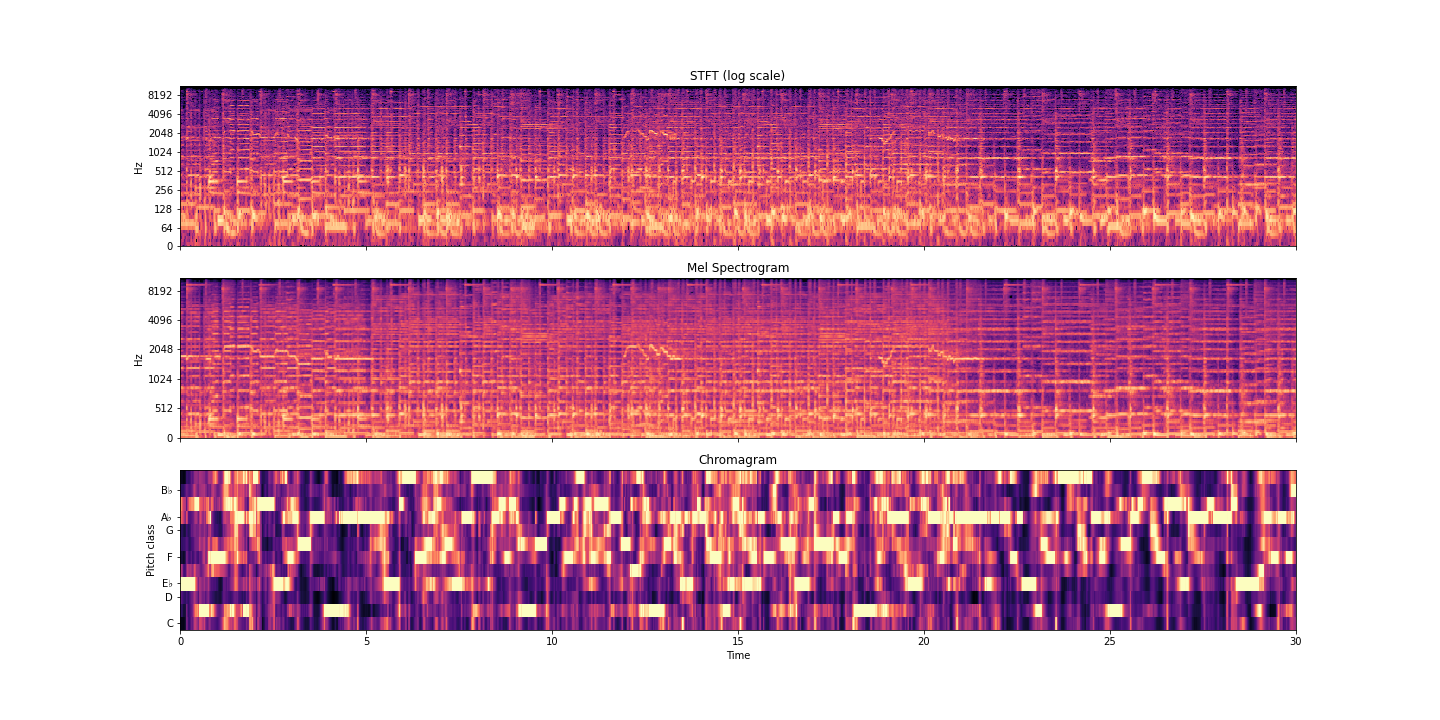 STFT (log scale)
8192
4096
2048
1024
512
256
128
64
0
Hz
Mel Spectrogram
8192
4096
2048
1024
512
0
Hz
Chromagram
B♭
A♭
G
F
E♭
D
C
Pitch class
0 5 10 15 20 25 30
Time